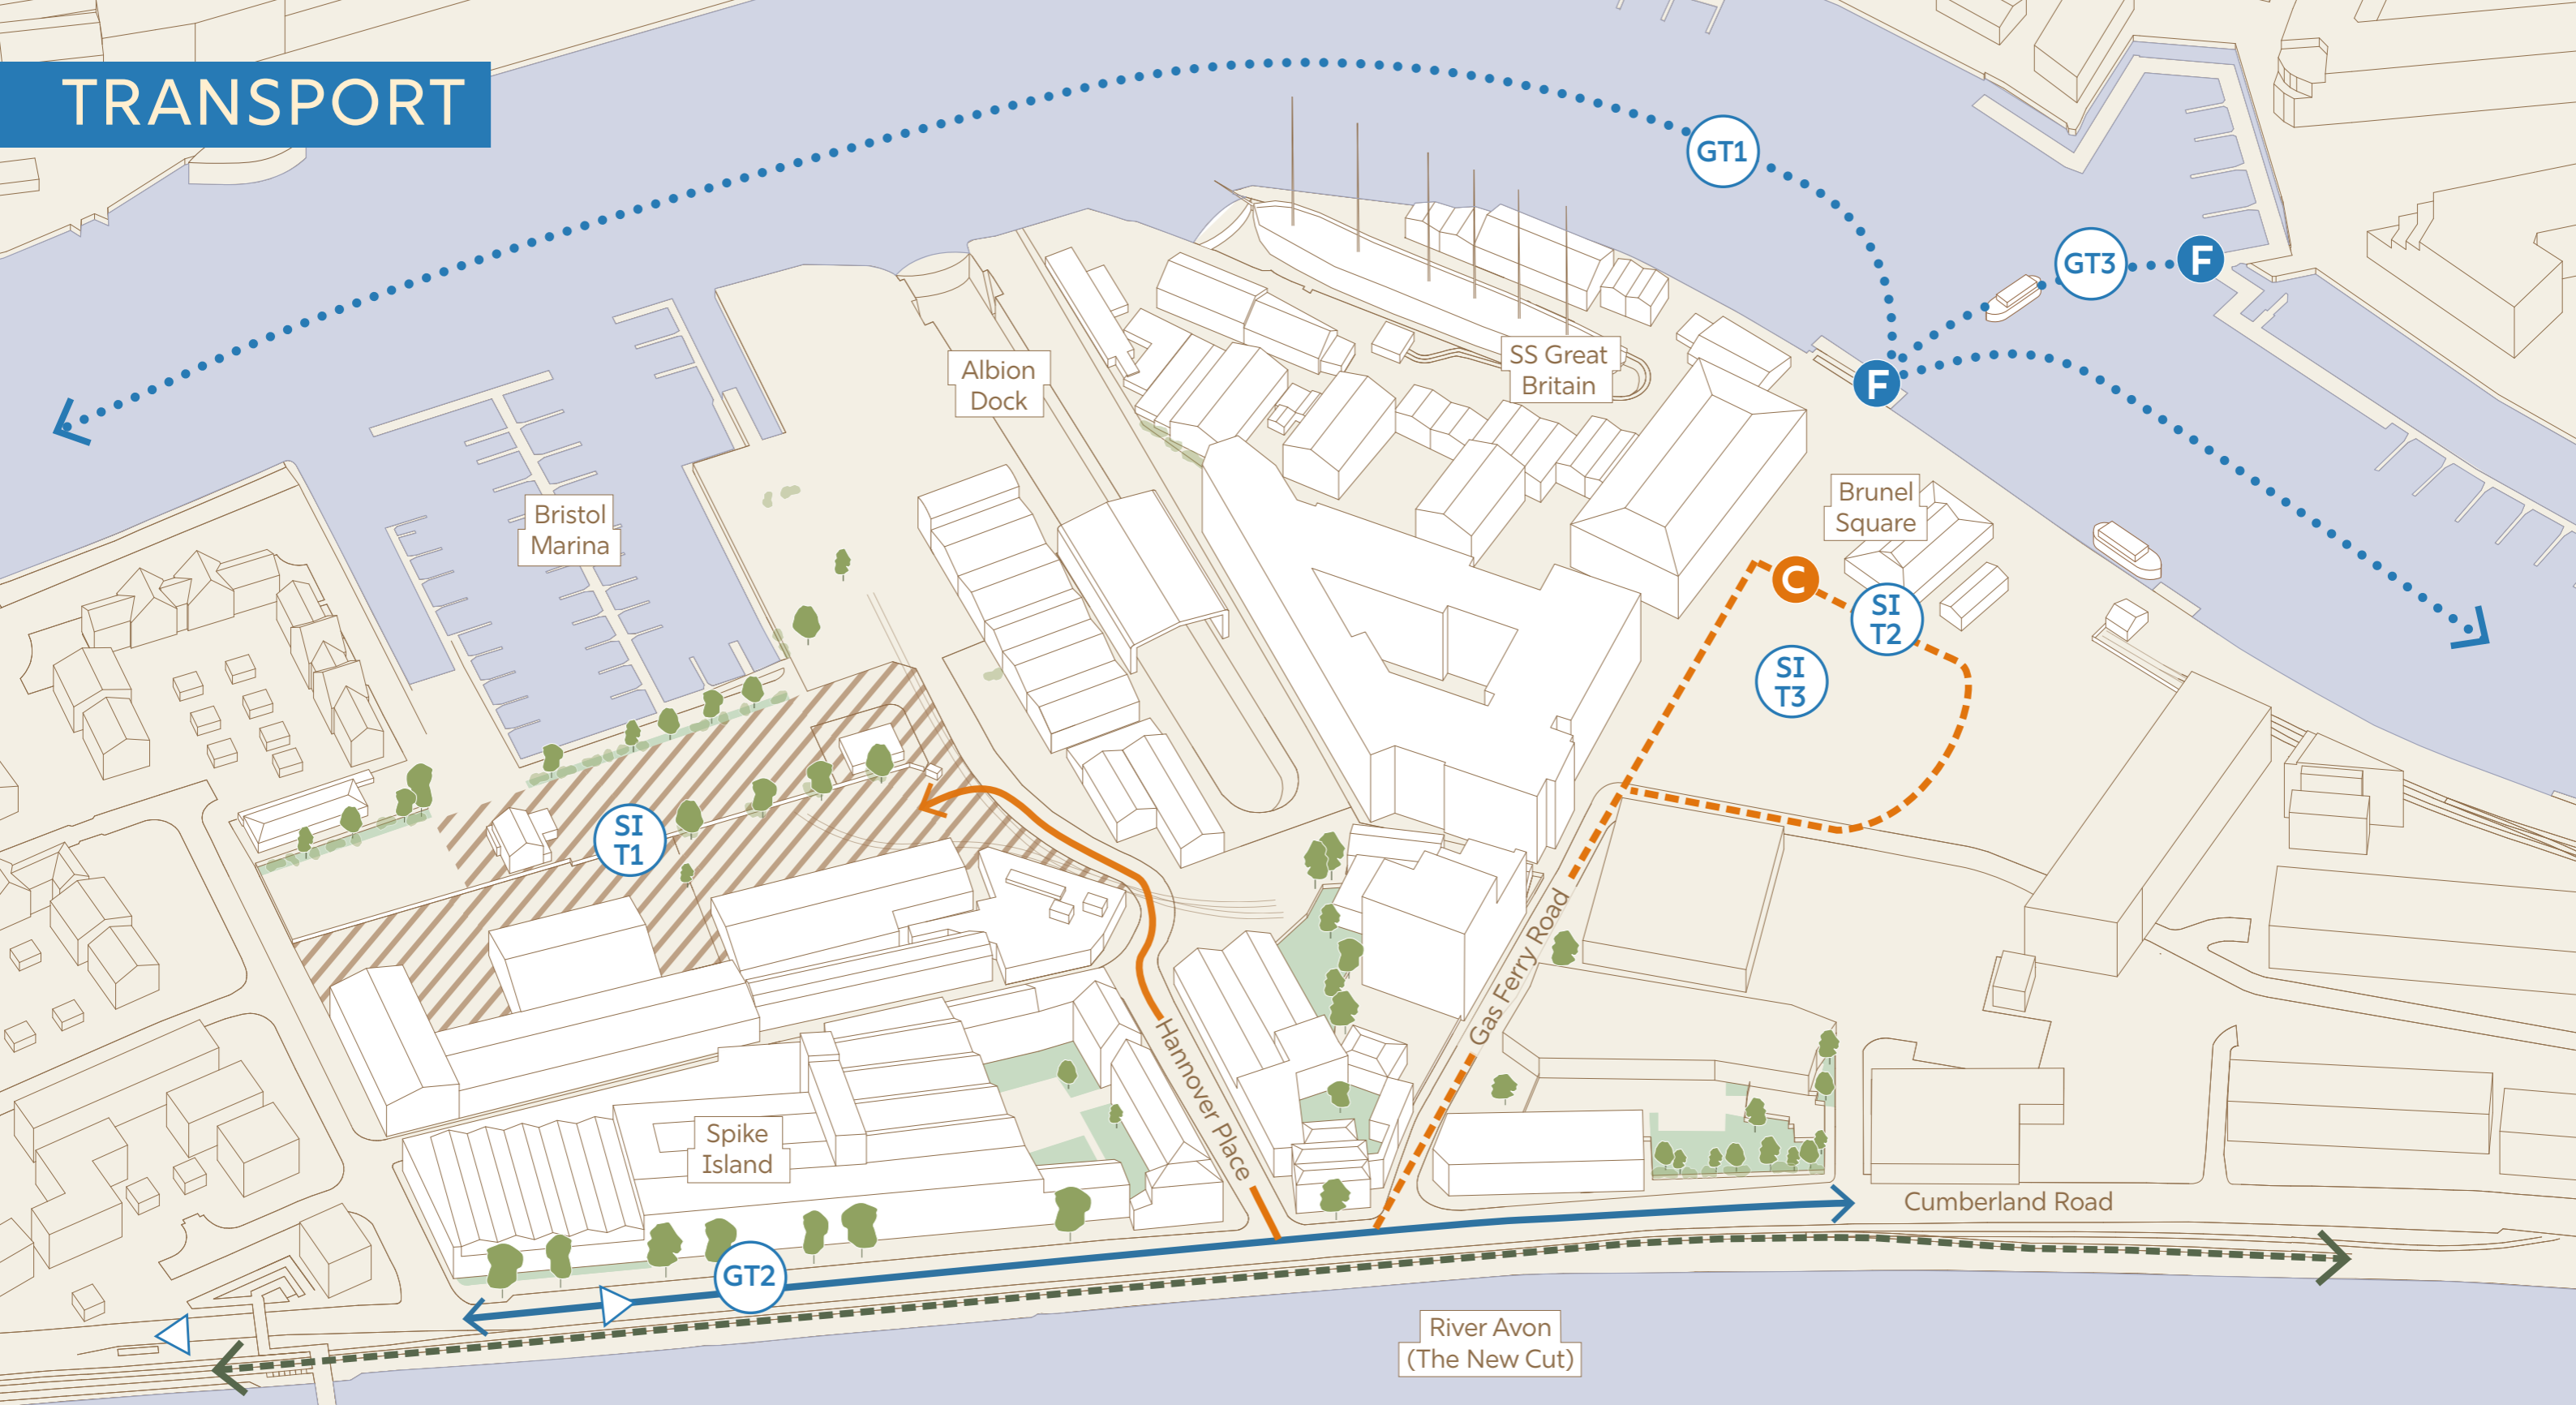 TRANSPORT
GT1
GT3
F
F
SS Great
Britain
Albion
Dock
Brunel
Square
Bristol
Marina
C
SI
T2
SI
T3
SI
T1
Gas Ferry Road
Hannover Place
Spike
Island
Cumberland Road
GT2
River Avon
(The New Cut)